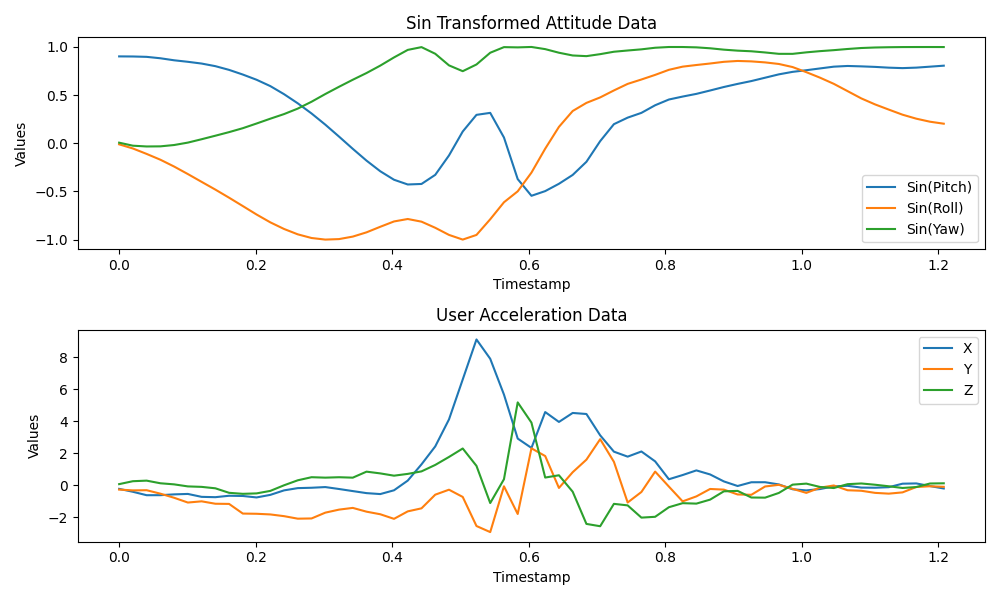 Sin Transformed Attitude Data
1.0
0.5
0.0
−0.5
−1.0
Values
Sin(Pitch)
Sin(Roll)
Sin(Yaw)
0.0 0.2 0.4 0.6 0.8 1.0 1.2
Timestamp
User Acceleration Data
8
6
4
2
0
−2
Values
X
Y
Z
0.0 0.2 0.4 0.6 0.8 1.0 1.2
Timestamp